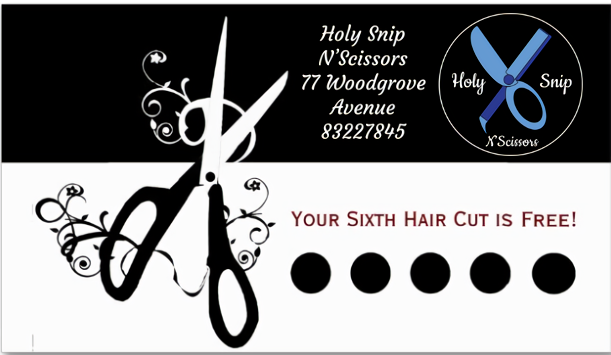 Holy Snip
N'Scissors
77 Woodgrove
Avenue
83227845
Holy Snip
N'Scissors
Your Sixth Hair Cut is Free!